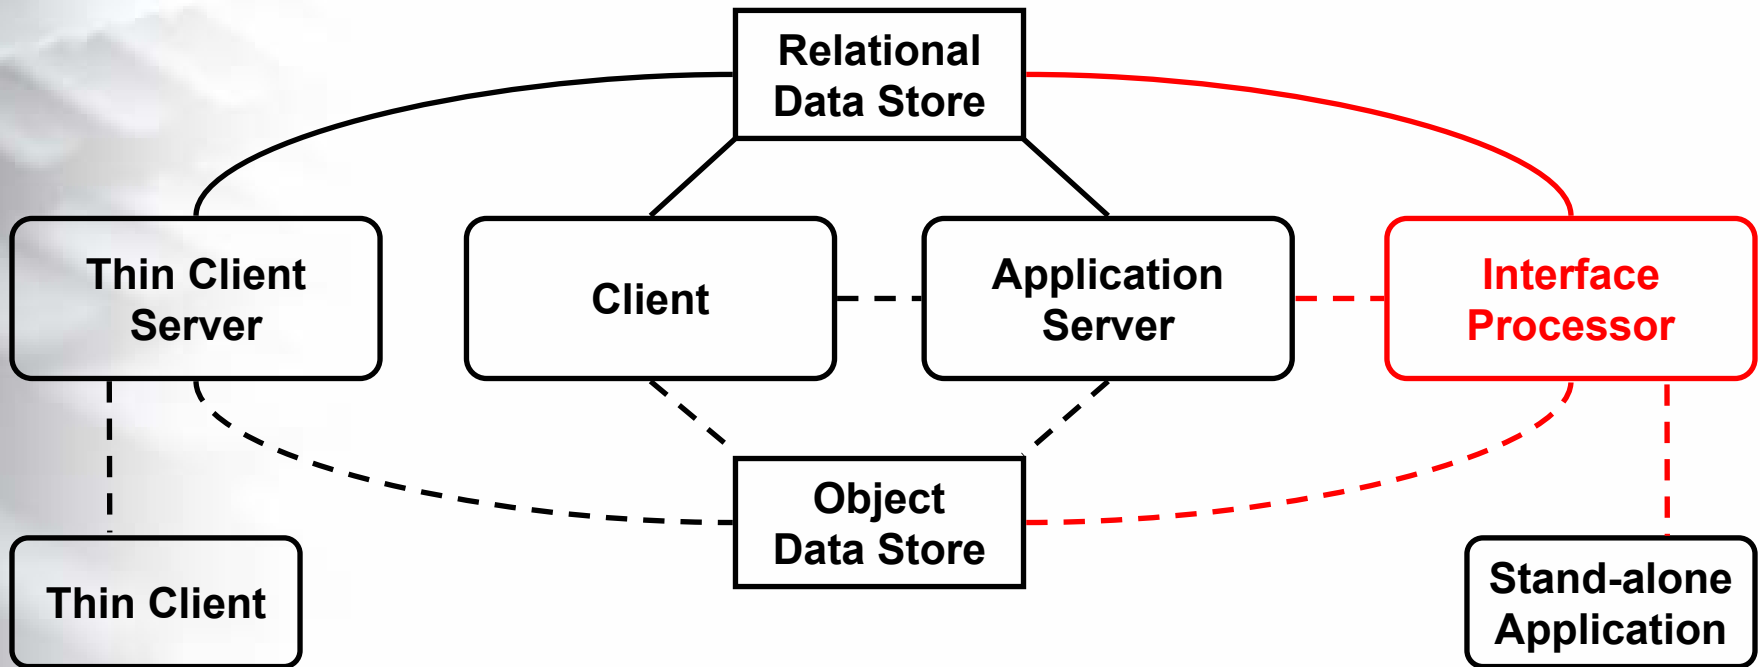 Relational
Data Store
Thin Client
Server
Client
Application
Server
Interface
Processor
Object
Data Store
Thin Client
Stand-alone
Application